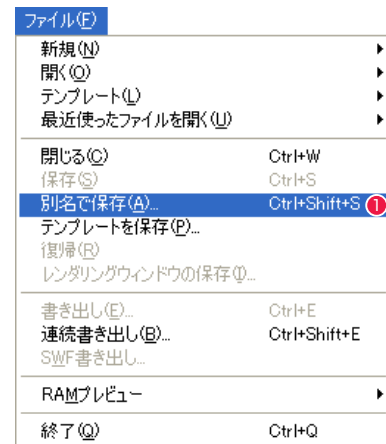 ファイル(F)
新規(N)
開く(O)
テンプレート(L)
最近使ったファイルを開く(U)
閉じる(C) Ctrl+W
保存(S) Ctrl+S
別名で保存(A)... Ctrl+Shift+S 1
テンプレートを保存(P)...
復帰(R)
レンダリングウィンドウの保存(I)...
書き出し(E)... Ctrl+E
連続書き出し(B)... Ctrl+Shift+E
SWF書き出し...
RAMプレビュー
終了(Q) Ctrl+Q